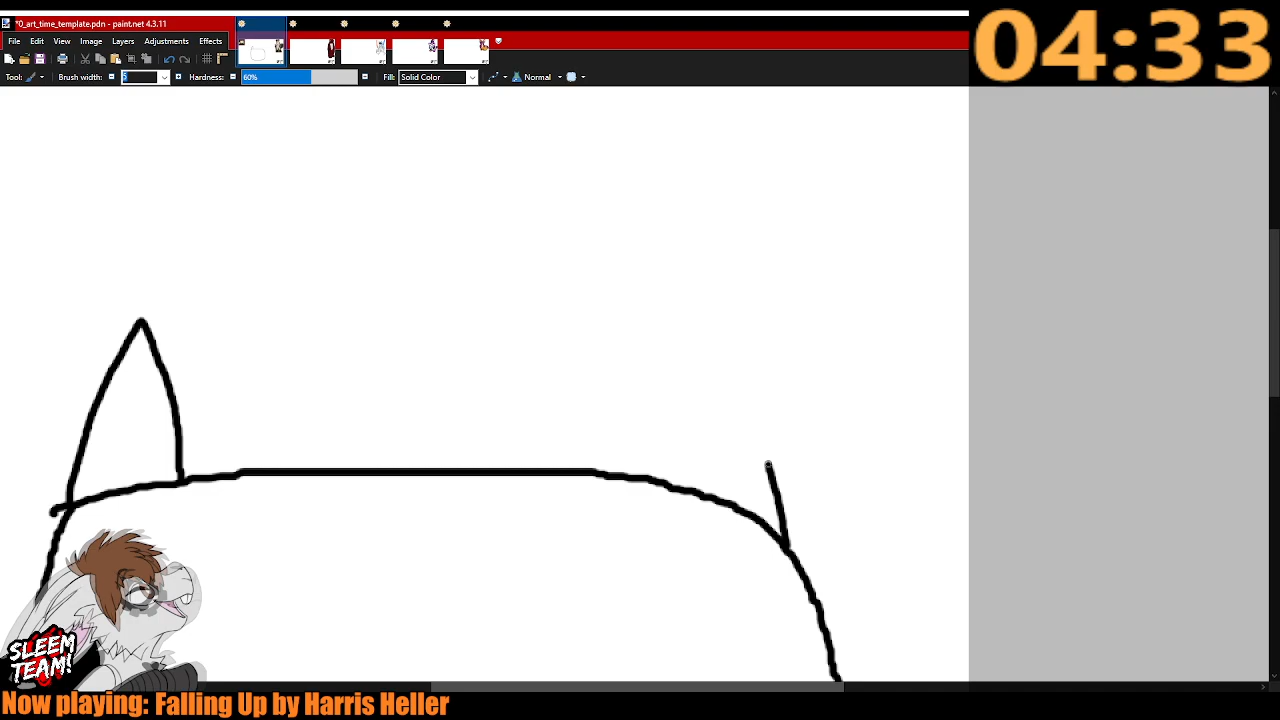 *0_art_time_template.pdn - paint.net 4.3.11
04:33
File Edit View Image Layers Adjustments Effects
Tool: Brush width: 5 Hardness: 60% Fill: Solid Color Normal
SLEEM
TEAM!
Now playing: Falling Up by Harris Heller